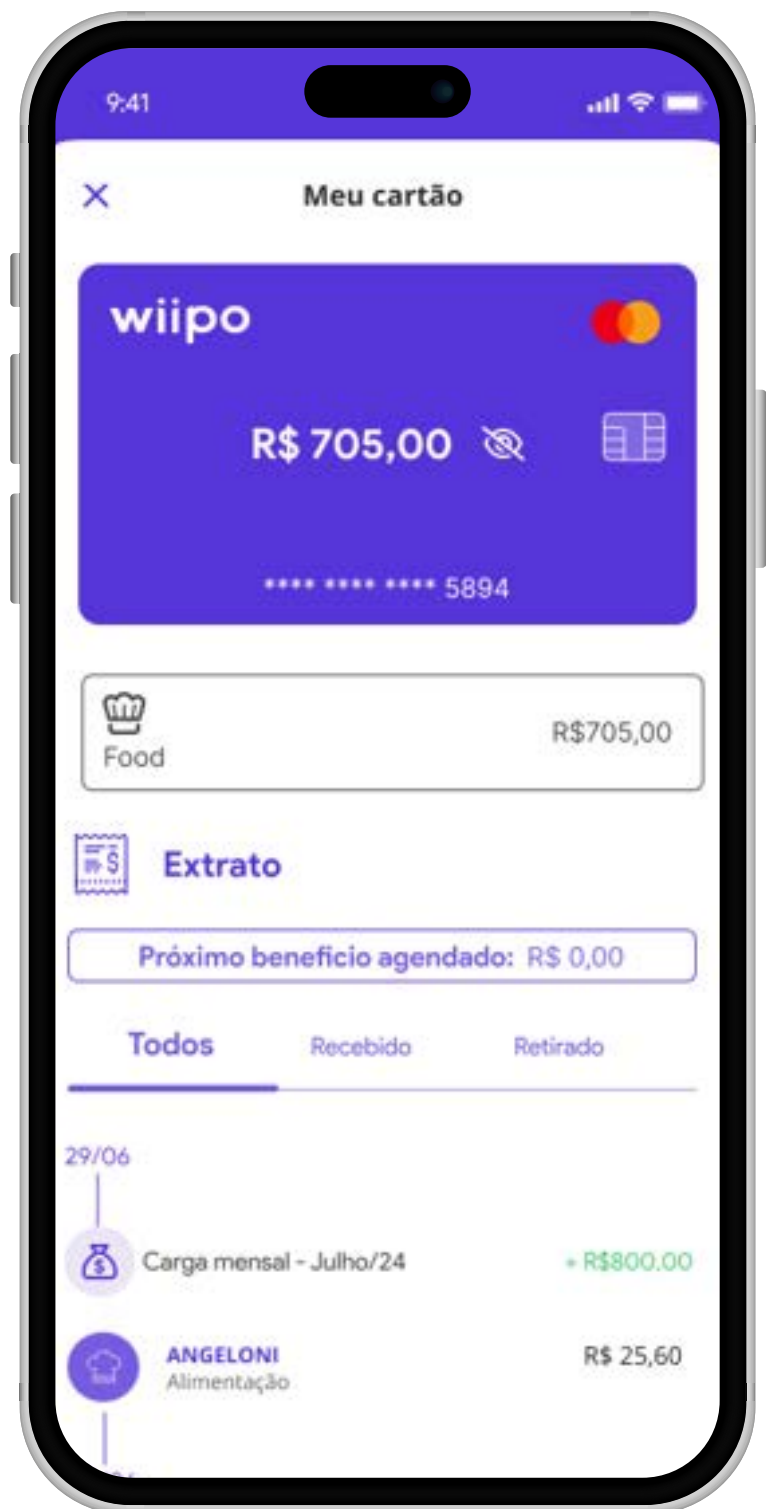 9:41
Meu cartão
wiipo
R$ 705,00
**** **** **** 5894
Food
R$705,00
Extrato
Próximo beneficio agendado: R$ 0,00
Todos Recebido Retirado
29/06
Carga mensal - Julho/24 + R$800,00
ANGELONI R$ 25,60
Alimentação